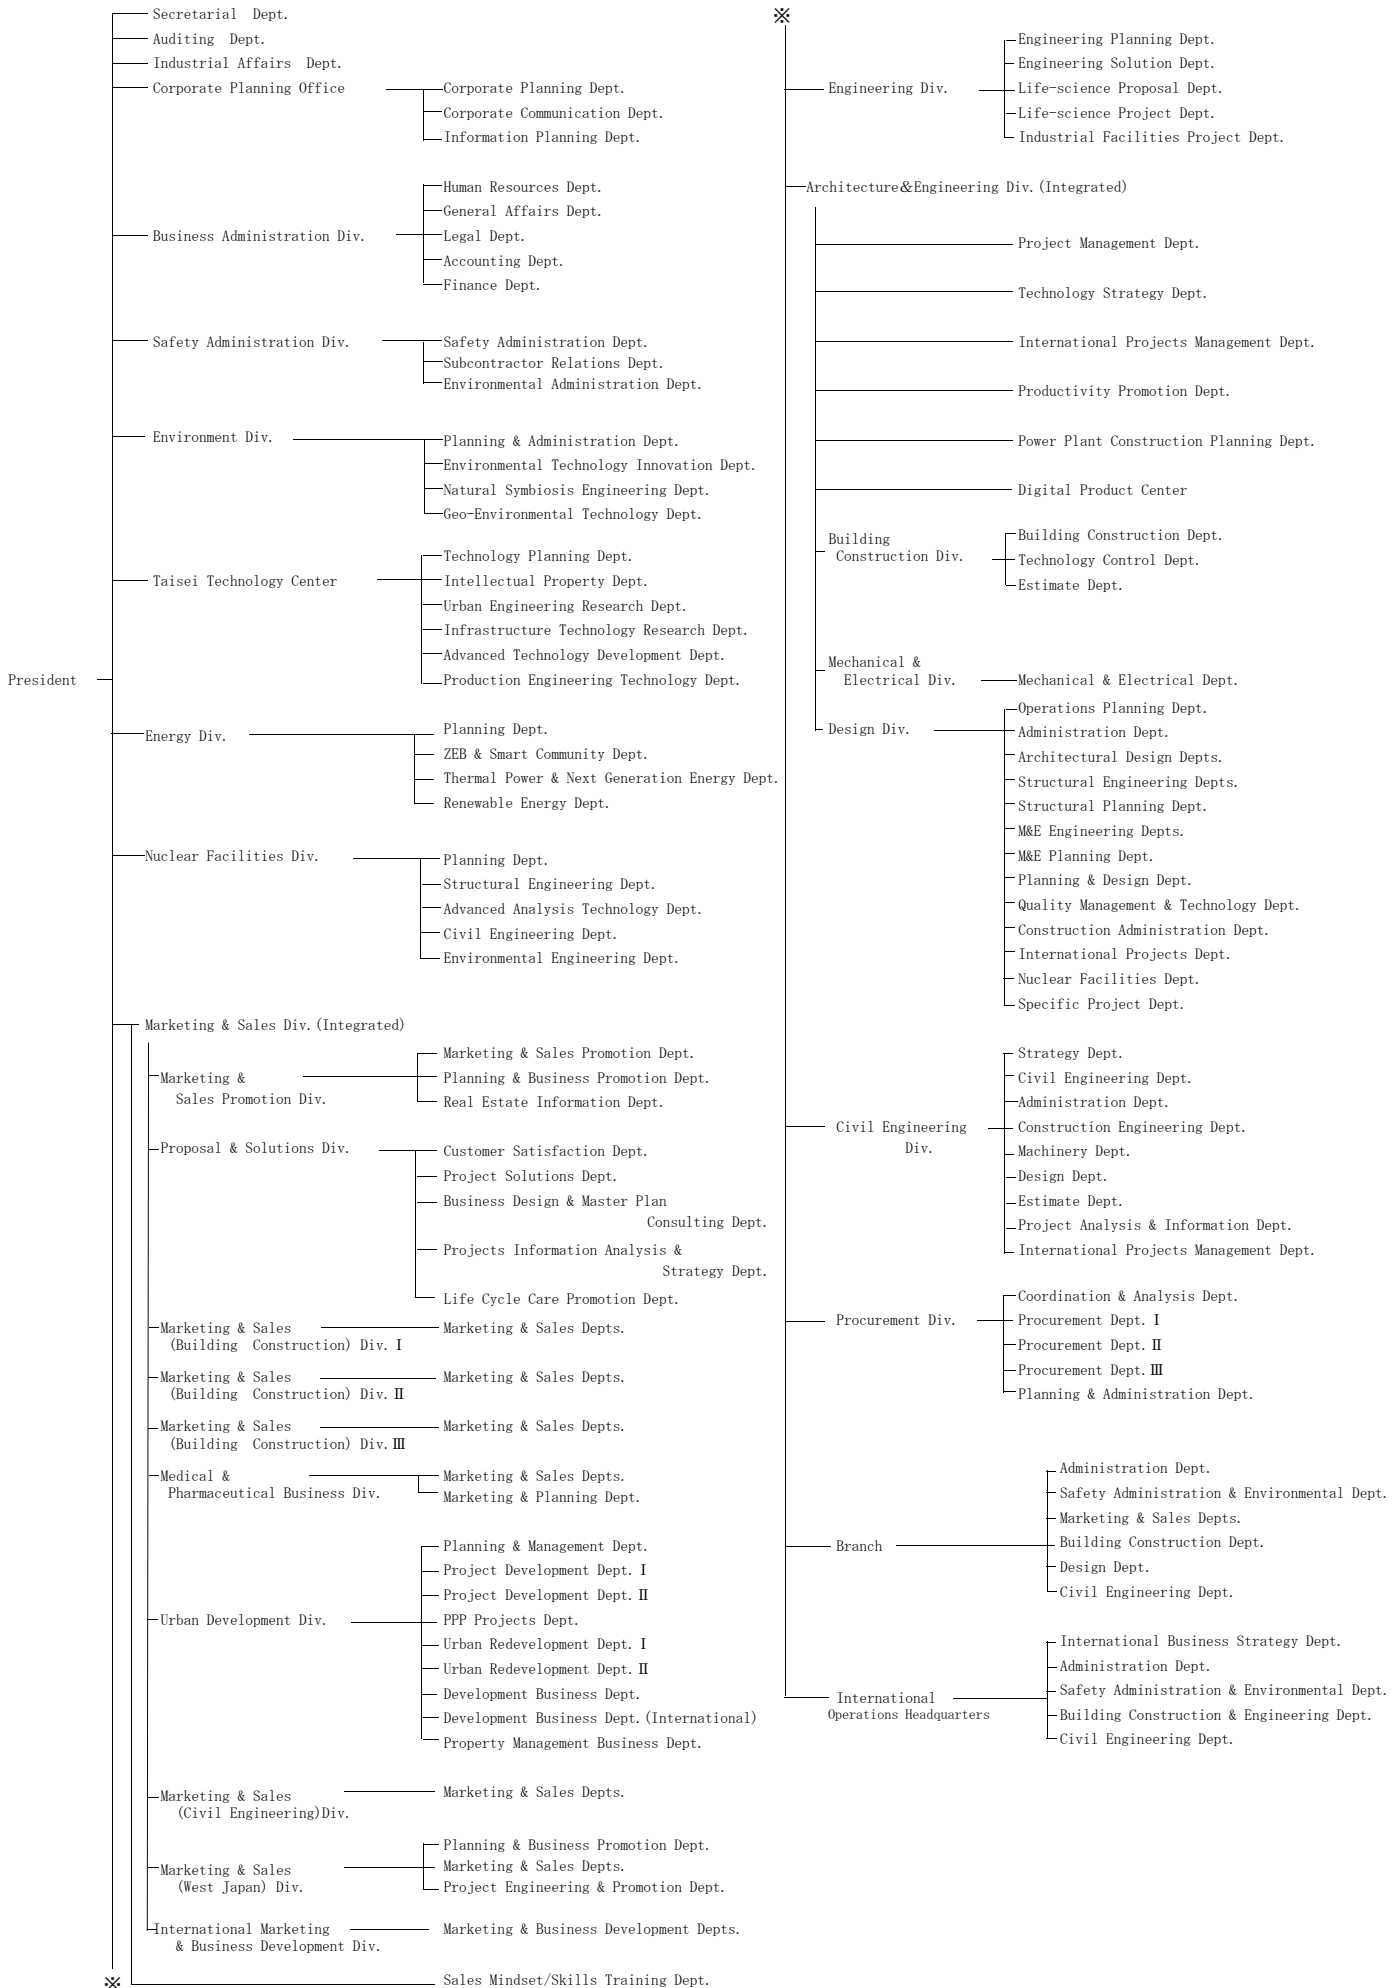 Secretarial Dept.
Auditing Dept.
Industrial Affairs Dept.
Corporate Planning Office
Corporate Planning Dept.
Corporate Communication Dept.
Information Planning Dept.
Human Resources Dept.
General Affairs Dept.
Business Administration Div.
Legal Dept.
Accounting Dept.
Finance Dept.
Safety Administration Div.
Safety Administration Dept.
Subcontractor Relations Dept.
Environmental Administration Dept.
Environment Div.
Planning & Administration Dept.
Environmental Technology Innovation Dept.
Natural Symbiosis Engineering Dept.
Geo-Environmental Technology Dept.
Technology Planning Dept.
Taisei Technology Center
Intellectual Property Dept.
Urban Engineering Research Dept.
Infrastructure Technology Research Dept.
Advanced Technology Development Dept.
President
Production Engineering Technology Dept.
Energy Div.
Planning Dept.
ZEB & Smart Community Dept.
Thermal Power & Next Generation Energy Dept.
Renewable Energy Dept.
Nuclear Facilities Div.
Planning Dept.
Structural Engineering Dept.
Advanced Analysis Technology Dept.
Civil Engineering Dept.
Environmental Engineering Dept.
Marketing & Sales Div.(Integrated)
Marketing & Sales Promotion Dept.
Marketing &
Sales Promotion Div.
Planning & Business Promotion Dept.
Real Estate Information Dept.
Proposal & Solutions Div.
Customer Satisfaction Dept.
Project Solutions Dept.
Business Design & Master Plan
Consulting Dept.
Projects Information Analysis &
Strategy Dept.
Life Cycle Care Promotion Dept.
Marketing & Sales
(Building Construction) Div.Ⅰ
Marketing & Sales Depts.
Marketing & Sales
(Building Construction) Div.Ⅱ
Marketing & Sales Depts.
Marketing & Sales
(Building Construction) Div.Ⅲ
Marketing & Sales Depts.
Medical &
Pharmaceutical Business Div.
Marketing & Sales Depts.
Marketing & Planning Dept.
Planning & Management Dept.
Project Development Dept.Ⅰ
Project Development Dept.Ⅱ
Urban Development Div.
PPP Projects Dept.
Urban Redevelopment Dept.Ⅰ
Urban Redevelopment Dept.Ⅱ
Development Business Dept.
Development Business Dept.(International)
Property Management Business Dept.
Marketing & Sales
(Civil Engineering)Div.
Marketing & Sales Depts.
Planning & Business Promotion Dept.
Marketing & Sales
(West Japan) Div.
Marketing & Sales Depts.
Project Engineering & Promotion Dept.
International Marketing
& Business Development Div.
Marketing & Business Development Depts.
Sales Mindset/Skills Training Dept.
※
※
Engineering Planning Dept.
Engineering Solution Dept.
Engineering Div.
Life-science Proposal Dept.
Life-science Project Dept.
Industrial Facilities Project Dept.
Architecture＆Engineering Div.(Integrated)
Project Management Dept.
Technology Strategy Dept.
International Projects Management Dept.
Productivity Promotion Dept.
Power Plant Construction Planning Dept.
Digital Product Center
Building
Construction Div.
Building Construction Dept.
Technology Control Dept.
Estimate Dept.
Mechanical &
Electrical Div.
Mechanical & Electrical Dept.
Operations Planning Dept.
Design Div.
Administration Dept.
Architectural Design Depts.
Structural Engineering Depts.
Structural Planning Dept.
M&E Engineering Depts.
M&E Planning Dept.
Planning & Design Dept.
Quality Management & Technology Dept.
Construction Administration Dept.
International Projects Dept.
Nuclear Facilities Dept.
Specific Project Dept.
Strategy Dept.
Civil Engineering Dept.
Administration Dept.
Civil Engineering
Div.
Construction Engineering Dept.
Machinery Dept.
Design Dept.
Estimate Dept.
Project Analysis & Information Dept.
International Projects Management Dept.
Coordination & Analysis Dept.
Procurement Div.
Procurement Dept.Ⅰ
Procurement Dept.Ⅱ
Procurement Dept.Ⅲ
Planning & Administration Dept.
Administration Dept.
Safety Administration & Environmental Dept.
Marketing & Sales Depts.
Branch
Building Construction Dept.
Design Dept.
Civil Engineering Dept.
International Business Strategy Dept.
Administration Dept.
International
Operations Headquarters
Safety Administration & Environmental Dept.
Building Construction & Engineering Dept.
Civil Engineering Dept.